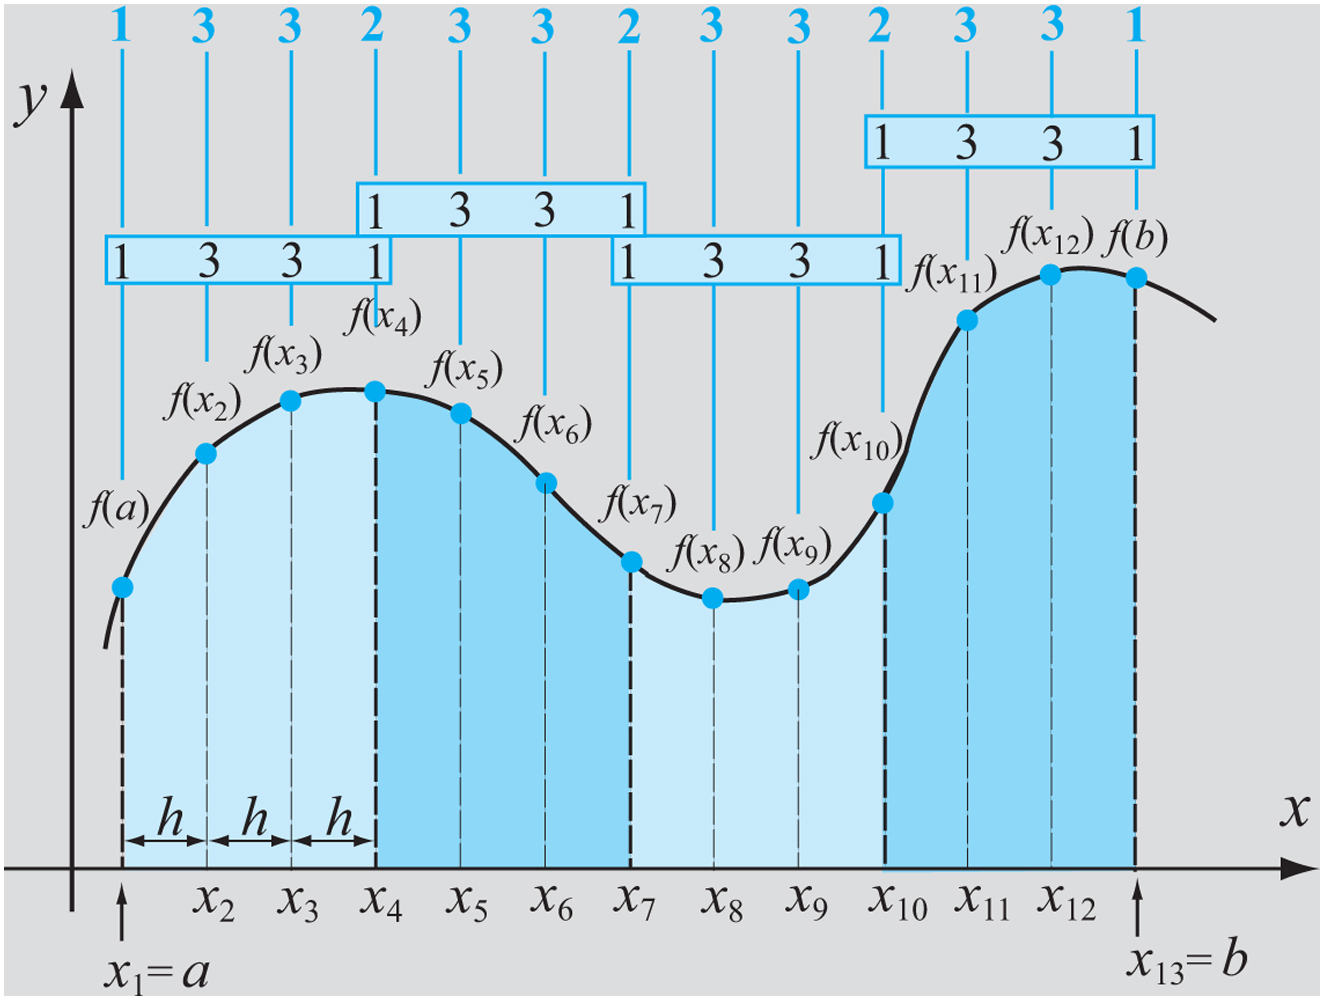 1 3 3 2 3 3 2 3 3 2 3 3 1
y
1 3 3 1
1 3 3 1
1 3 3 1
1 3 3 1
f(x12) f(b)
f(x11)
f(x4)
f(x3)
f(x5)
f(x2)
f(x6)
f(x10)
f(a)
f(x7)
f(x8) f(x9)
h h h
x
x2 x3 x4 x5 x6 x7 x8 x9 x10 x11 x12
x1= a
x13= b